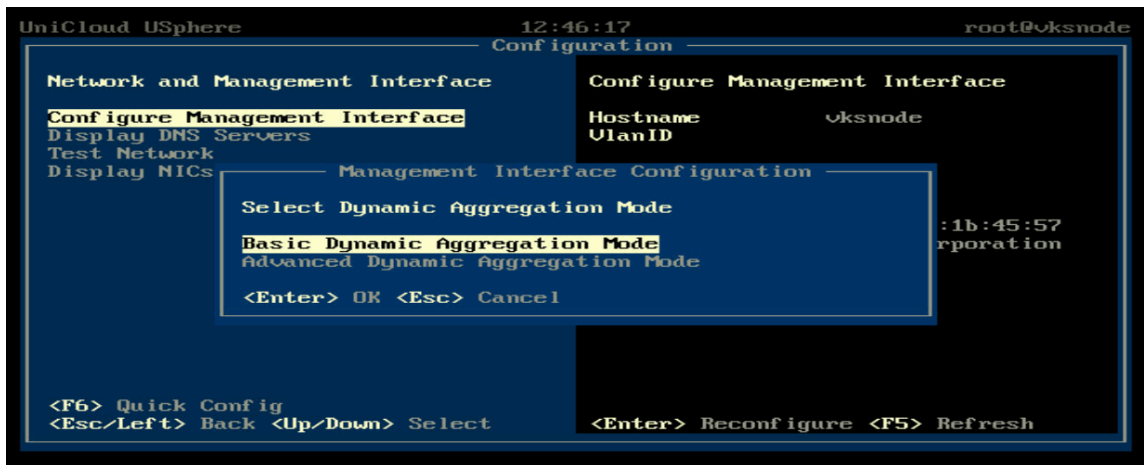 UniCloud USphere 12:46:17 root@vksnode
Configuration
Network and Management Interface
Configure Management Interface
Display DNS Servers
Test Network
Display NICs
Configure Management Interface
Hostname vksnode
VlanID
:1b:45:57
rporation
Management Interface Configuration
Select Dynamic Aggregation Mode
Basic Dynamic Aggregation Mode
Advanced Dynamic Aggregation Mode
<Enter> OK <Esc> Cancel
<F6> Quick Config
<Esc/Left> Back <Up/Down> Select
<Enter> Reconfigure <F5> Refresh